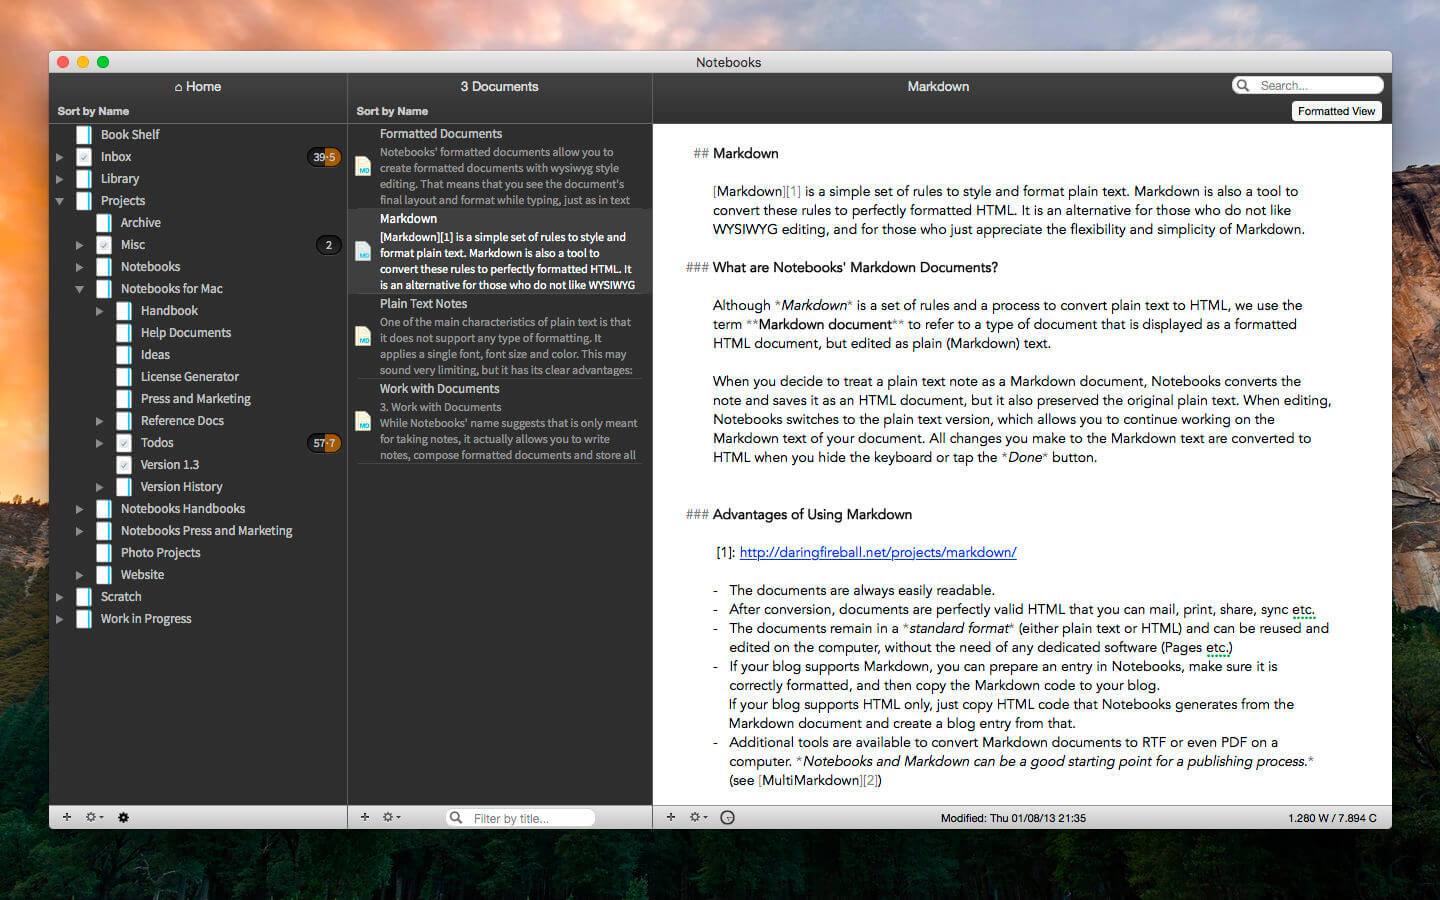 Notebooks
⌂ Home
Sort by Name
Book Shelf
Inbox
39·5
Library
Projects
Archive
Misc
2
Notebooks
Notebooks for Mac
Handbook
Help Documents
Ideas
License Generator
Press and Marketing
Reference Docs
Todos
57·7
Version 1.3
Version History
Notebooks Handbooks
Notebooks Press and Marketing
Photo Projects
Website
Scratch
Work in Progress
3 Documents
Sort by Name
Formatted Documents
Notebooks' formatted documents allow you to
create formatted documents with wysiwyg style
editing. That means that you see the document's
final layout and format while typing, just as in text
MD
Markdown
[Markdown][1] is a simple set of rules to style and
format plain text. Markdown is also a tool to
convert these rules to perfectly formatted HTML. It
is an alternative for those who do not like WYSIWYG
MD
Plain Text Notes
One of the main characteristics of plain text is that
it does not support any type of formatting. It
applies a single font, font size and color. This may
sound very limiting, but it has its clear advantages:
MD
Work with Documents
3. Work with Documents
While Notebooks' name suggests that is only meant
for taking notes, it actually allows you to write
notes, compose formatted documents and store all
MD
Filter by title...
Markdown
Search...
Formatted View
## Markdown
[Markdown][1] is a simple set of rules to style and format plain text. Markdown is also a tool to
convert these rules to perfectly formatted HTML. It is an alternative for those who do not like
WYSIWYG editing, and for those who just appreciate the flexibility and simplicity of Markdown.
### What are Notebooks' Markdown Documents?
Although *Markdown* is a set of rules and a process to convert plain text to HTML, we use the
term **Markdown document** to refer to a type of document that is displayed as a formatted
HTML document, but edited as plain (Markdown) text.
When you decide to treat a plain text note as a Markdown document, Notebooks converts the
note and saves it as an HTML document, but it also preserved the original plain text. When editing,
Notebooks switches to the plain text version, which allows you to continue working on the
Markdown text of your document. All changes you make to the Markdown text are converted to
HTML when you hide the keyboard or tap the *Done* button.
### Advantages of Using Markdown
[1]: http://daringfireball.net/projects/markdown/
- The documents are always easily readable.
- After conversion, documents are perfectly valid HTML that you can mail, print, share, sync etc.
- The documents remain in a *standard format* (either plain text or HTML) and can be reused and
edited on the computer, without the need of any dedicated software (Pages etc.)
- If your blog supports Markdown, you can prepare an entry in Notebooks, make sure it is
correctly formatted, and then copy the Markdown code to your blog.
If your blog supports HTML only, just copy HTML code that Notebooks generates from the
Markdown document and create a blog entry from that.
- Additional tools are available to convert Markdown documents to RTF or even PDF on a
computer. *Notebooks and Markdown can be a good starting point for a publishing process.*
(see [MultiMarkdown][2])
Modified: Thu 01/08/13 21:35
1.280 W / 7.894 C